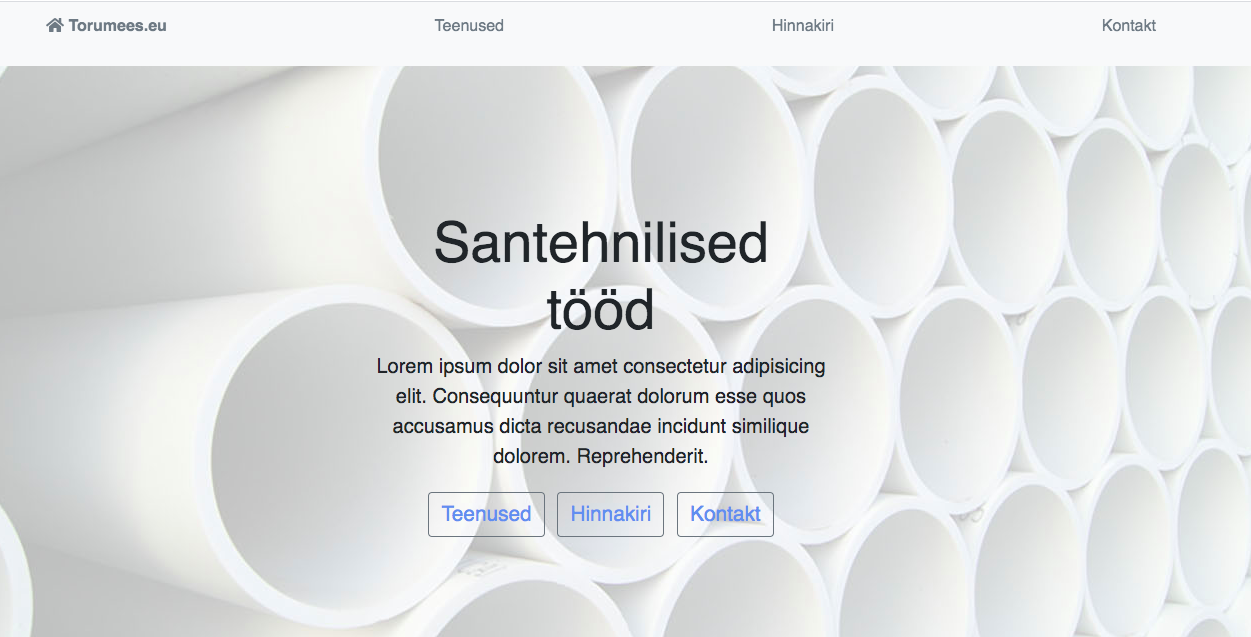 Torumees.eu Teenused Hinnakiri Kontakt
Santehnilised
tööd
Lorem ipsum dolor sit amet consectetur adipisicing
elit. Consequuntur quaerat dolorum esse quos
accusamus dicta recusandae incidunt similique
dolorem. Reprehenderit.
Teenused Hinnakiri Kontakt